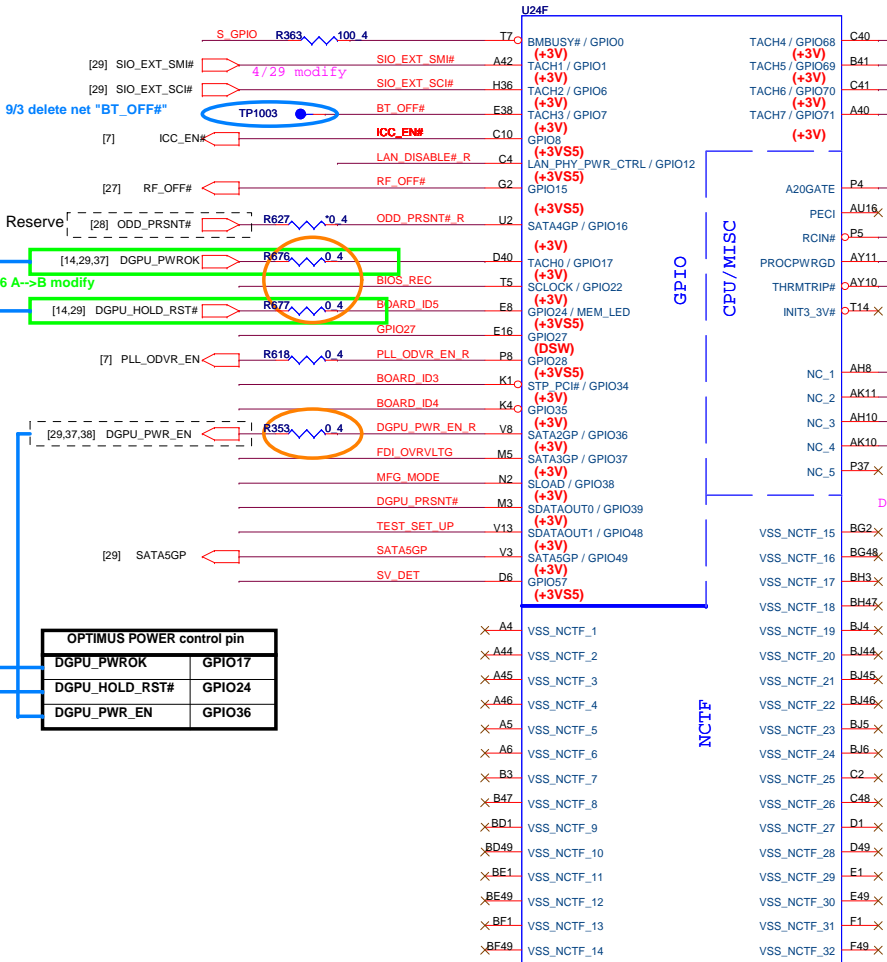 U24F
S_GPIO R363 100_4 T7 BMBUSY# / GPIO0 TACH4 / GPIO68 C40
(+3V) (+3V)
[29] SIO_EXT_SMI# SIO_EXT_SMI# A42 TACH1 / GPIO1 TACH5 / GPIO69 B41
4/29 modify
(+3V) (+3V)
[29] SIO_EXT_SCI# SIO_EXT_SCI# H36 TACH2 / GPIO6 TACH6 / GPIO70 C41
(+3V) (+3V)
9/3 delete net "BT_OFF#" TP1003 BT_OFF# E38 TACH3 / GPIO7 TACH7 / GPIO71 A40
(+3V) (+3V)
[7] ICC_EN# ICC_EN# C10 GPIO8
(+3VS5)
LAN_DISABLE#_R C4 LAN_PHY_PWR_CTRL / GPIO12
(+3VS5)
[27] RF_OFF# RF_OFF# G2 GPIO15 A20GATE P4
(+3VS5) PECI AU16
Reserve [28] ODD_PRSNT# R627 *0_4 ODD_PRSNT#_R U2 SATA4GP / GPIO16
(+3V) RCIN# P5
[14,29,37] DGPU_PWROK R676 0_4 D40 TACH0 / GPIO17 PROCPWRGD AY11
(+3V)
6 A-->B modify
BIOS_REC T5 SCLOCK / GPIO22 THRMTRIP# AY10
(+3V)
[14,29] DGPU_HOLD_RST# R677 0_4 BOARD_ID5 E8 GPIO24 / MEM_LED INIT3_3V# T14
(+3VS5)
GPIO27 E16 GPIO27
(DSW)
[7] PLL_ODVR_EN R618 0_4 PLL_ODVR_EN_R P8 GPIO28
(+3VS5) NC_1 AH8
BOARD_ID3 K1 STP_PCI# / GPIO34
(+3V) NC_2 AK11
BOARD_ID4 K4 GPIO35
(+3V) NC_3 AH10
[29,37,38] DGPU_PWR_EN R353 0_4 DGPU_PWR_EN_R V8 SATA2GP / GPIO36
(+3V) NC_4 AK10
FDI_OVRVLTG M5 SATA3GP / GPIO37
(+3V) NC_5 P37
MFG_MODE N2 SLOAD / GPIO38
(+3V)
DGPU_PRSNT# M3 SDATAOUT0 / GPIO39 D
(+3V)
TEST_SET_UP V13 SDATAOUT1 / GPIO48 VSS_NCTF_15 BG2
(+3V)
[29] SATA5GP SATA5GP V3 SATA5GP / GPIO49 VSS_NCTF_16 BG48
(+3V)
SV_DET D6 GPIO57 VSS_NCTF_17 BH3
(+3VS5)
VSS_NCTF_18 BH47
GPIO
CPU/MISC
NCTF
OPTIMUS POWER control pin
DGPU_PWROK GPIO17
DGPU_HOLD_RST# GPIO24
DGPU_PWR_EN GPIO36
A4 VSS_NCTF_1 VSS_NCTF_19 BJ4
A44 VSS_NCTF_2 VSS_NCTF_20 BJ44
A45 VSS_NCTF_3 VSS_NCTF_21 BJ45
A46 VSS_NCTF_4 VSS_NCTF_22 BJ46
A5 VSS_NCTF_5 VSS_NCTF_23 BJ5
A6 VSS_NCTF_6 VSS_NCTF_24 BJ6
B3 VSS_NCTF_7 VSS_NCTF_25 C2
B47 VSS_NCTF_8 VSS_NCTF_26 C48
BD1 VSS_NCTF_9 VSS_NCTF_27 D1
BD49 VSS_NCTF_10 VSS_NCTF_28 D49
BE1 VSS_NCTF_11 VSS_NCTF_29 E1
BE49 VSS_NCTF_12 VSS_NCTF_30 E49
BF1 VSS_NCTF_13 VSS_NCTF_31 F1
BF49 VSS_NCTF_14 VSS_NCTF_32 F49